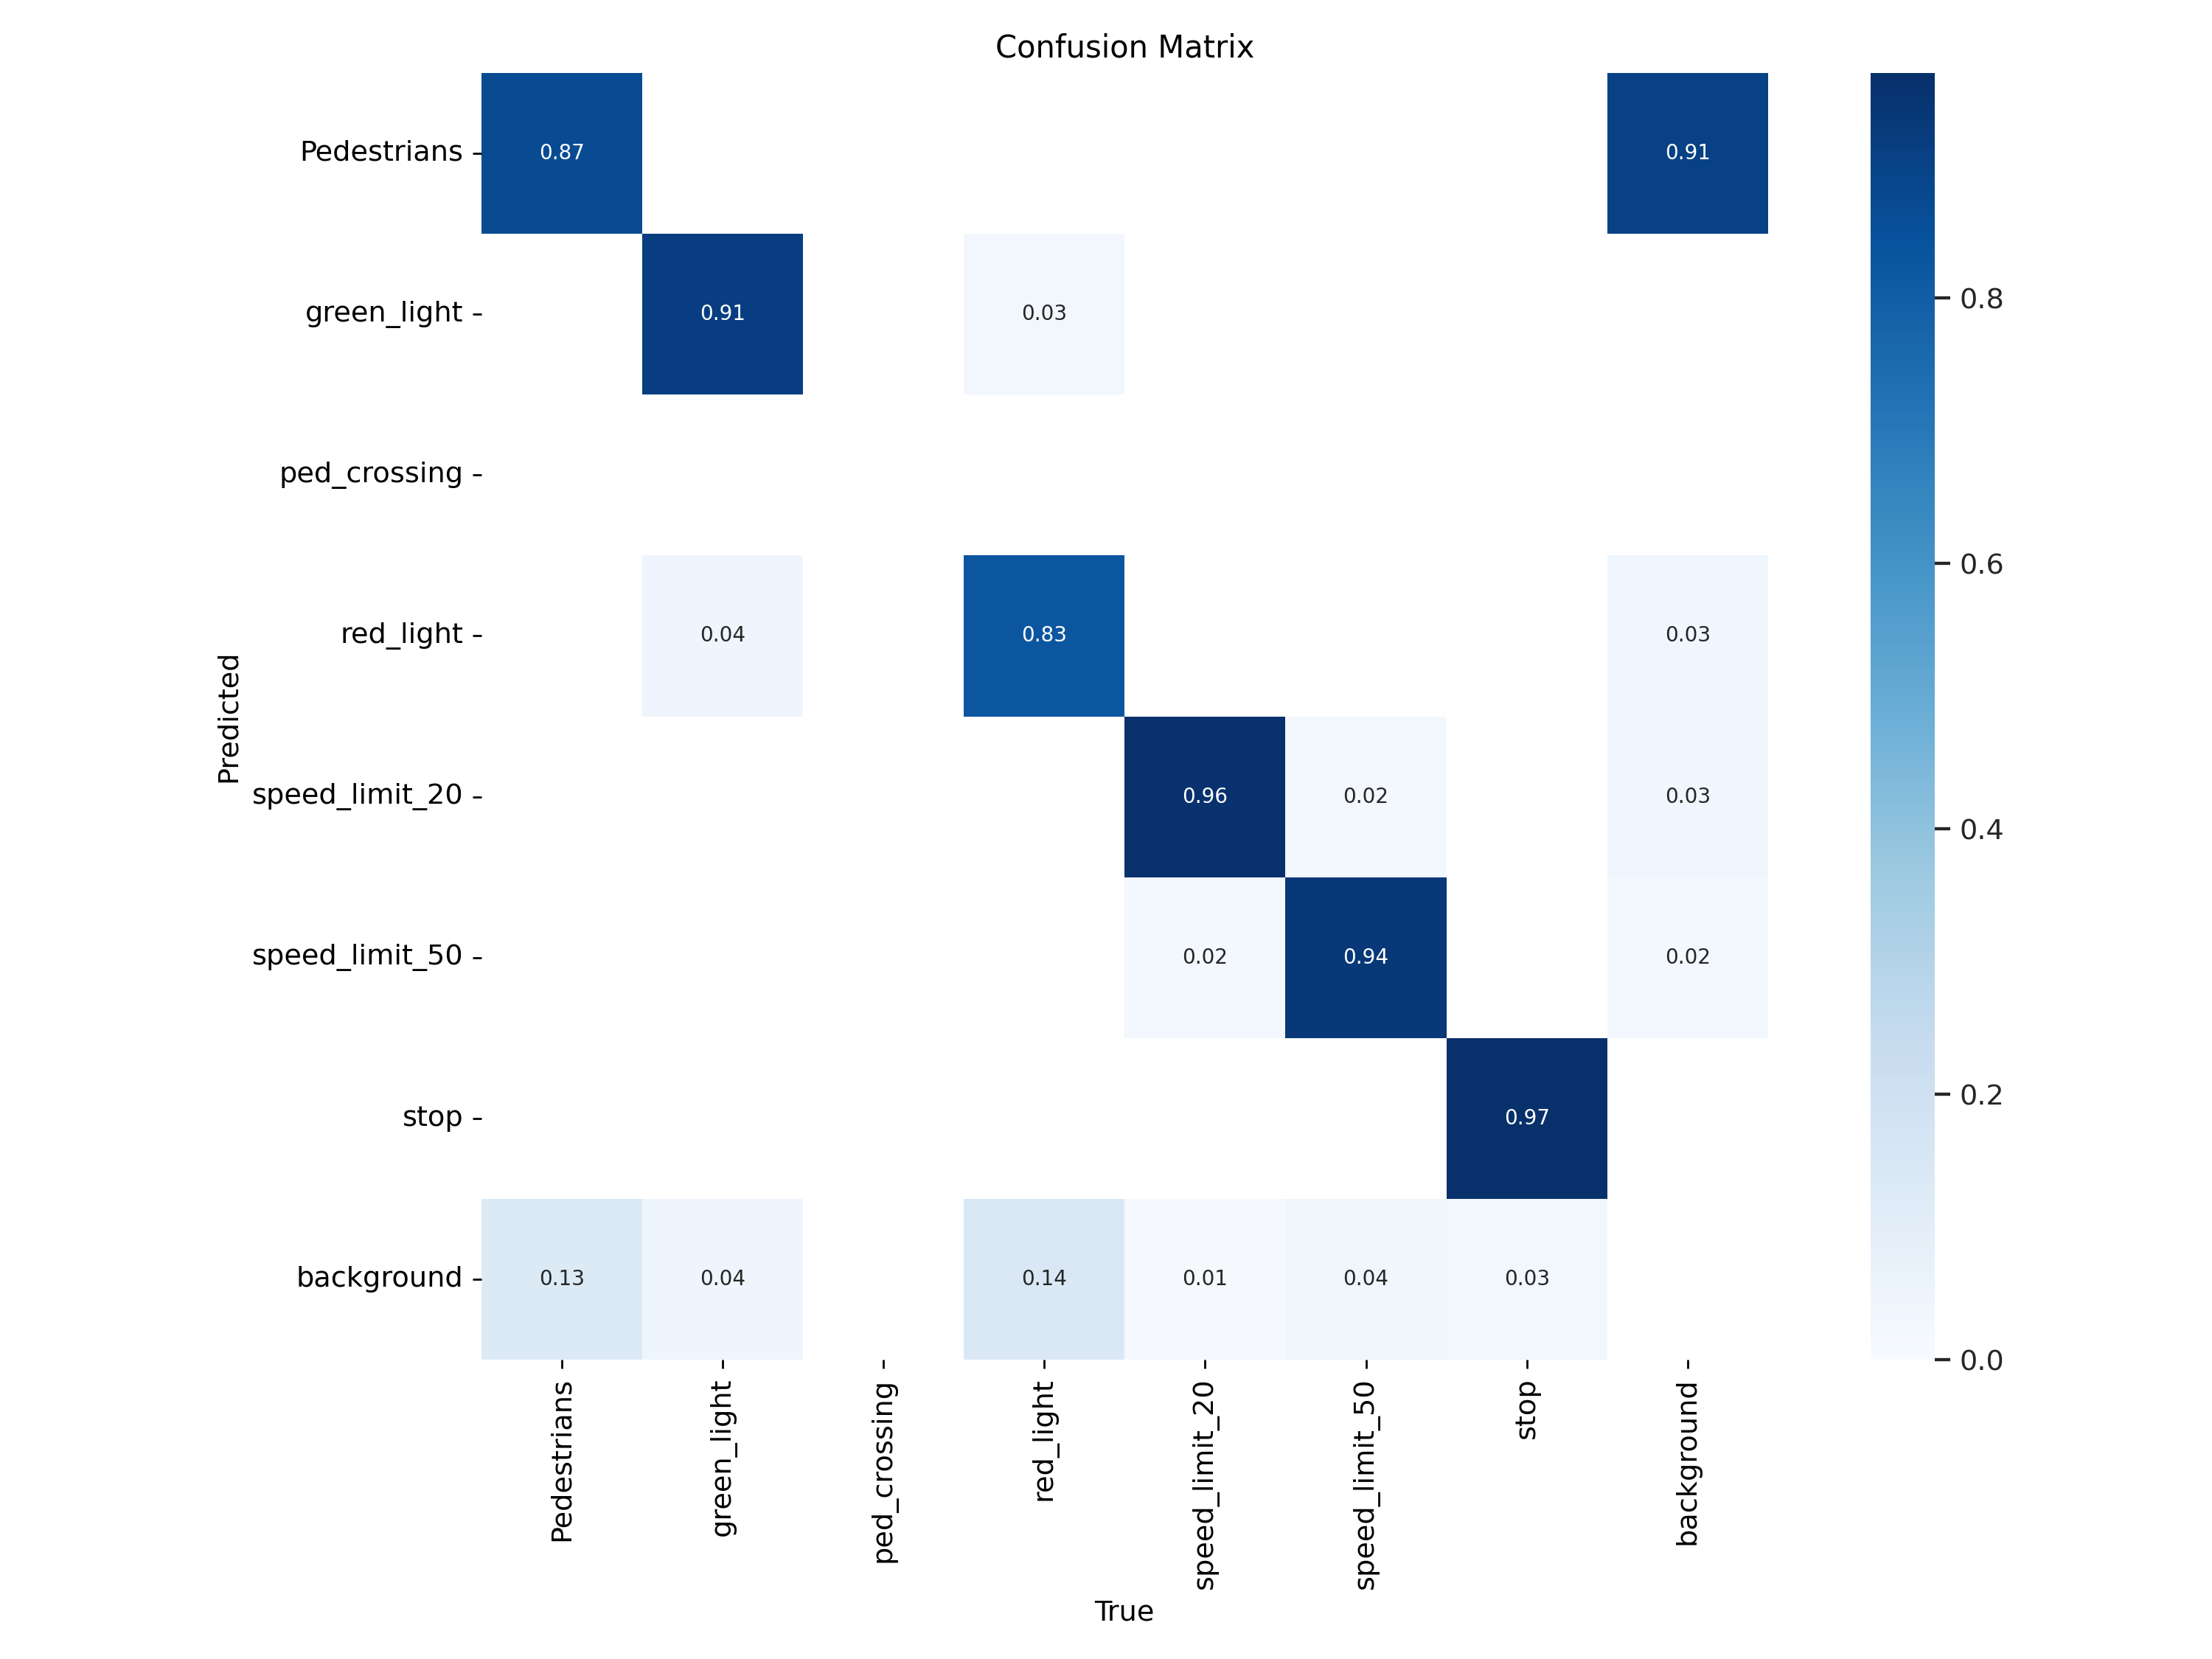 Confusion Matrix
Pedestrians 0.87 0.91
green_light 0.91 0.03
ped_crossing
red_light 0.04 0.83 0.03
speed_limit_20 0.96 0.02 0.03
speed_limit_50 0.02 0.94 0.02
stop 0.97
background 0.13 0.04 0.14 0.01 0.04 0.03
Predicted
Pedestrians
green_light
ped_crossing
red_light
speed_limit_20
speed_limit_50
stop
background
True
0.8
0.6
0.4
0.2
0.0